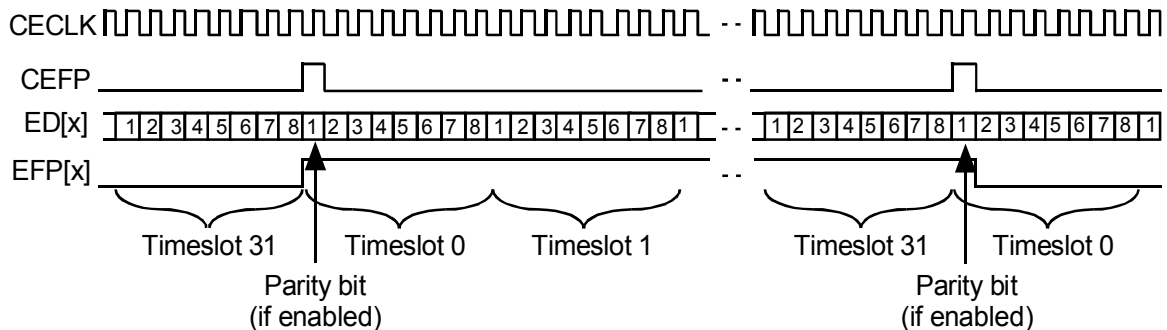 CECLK - -
CEFP - -
ED[x] 1 2 3 4 5 6 7 8 1 2 3 4 5 6 7 8 1 2 3 4 5 6 7 8 1 - - 1 2 3 4 5 6 7 8 1 2 3 4 5 6 7 8 1
EFP[x] - -
Timeslot 31 Timeslot 0 Timeslot 1 Timeslot 31 Timeslot 0
Parity bit Parity bit
(if enabled) (if enabled)